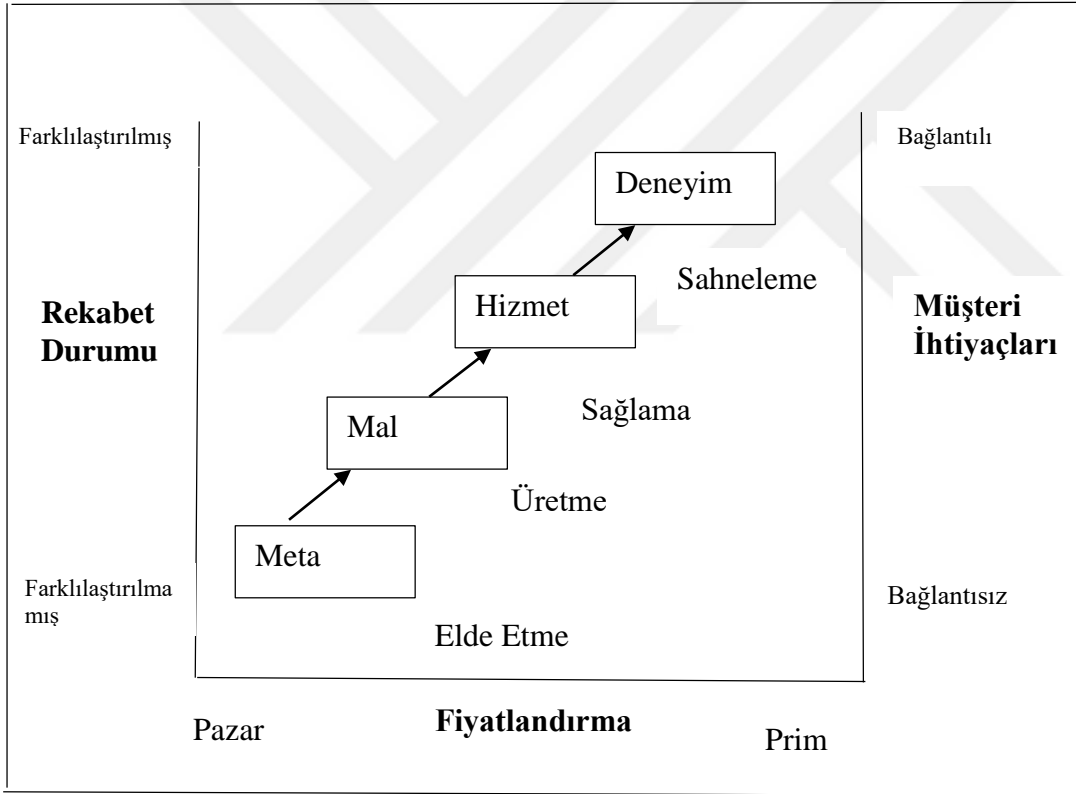 Farklılaştırılmış
Bağlantılı
Deneyim
Sahneleme
Hizmet
Rekabet
Durumu
Müşteri
İhtiyaçları
Mal
Sağlama
Üretme
Meta
Farklılaştırılma
mış
Bağlantısız
Elde Etme
Pazar
Fiyatlandırma
Prim